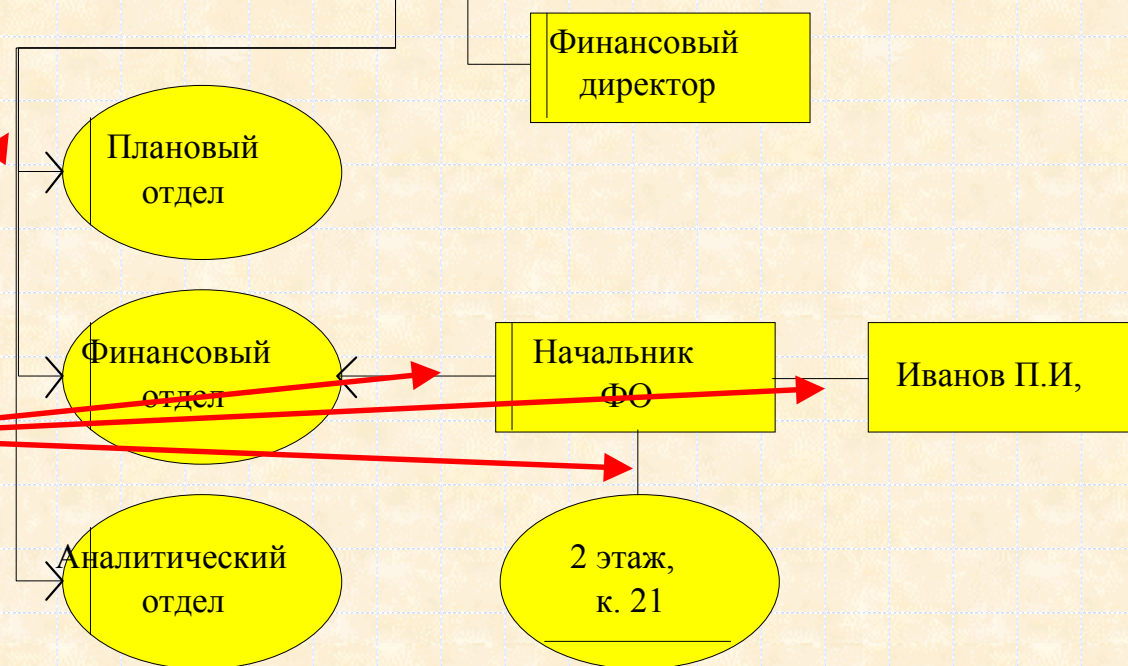 Финансовый
директор
Плановый
отдел
Финансовый
отдел
Начальник
ФО
Иванов П.И,
Аналитический
отдел
2 этаж,
к. 21